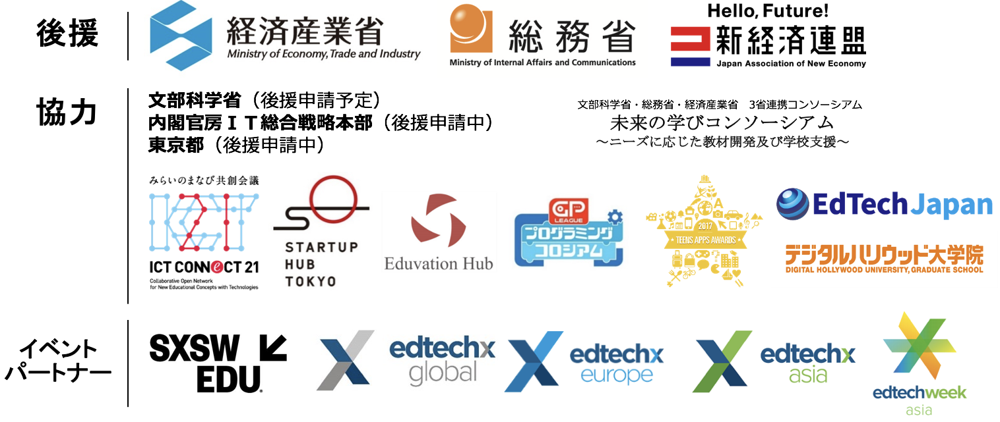 後援
経済産業省
Ministry of Economy, Trade and Industry
総務省
Ministry of Internal Affairs and Communications
Hello, Future!
新経済連盟
Japan Association of New Economy
協力
文部科学省（後援申請予定）
内閣官房ＩＴ総合戦略本部（後援申請中）
東京都（後援申請中）
文部科学省・総務省・経済産業省　3省連携コンソーシアム
未来の学びコンソーシアム
～ニーズに応じた教材開発及び学校支援～
みらいのまなび共創会議
ICT
ICT CONNeCT 21
Collaborative Open Network
for New Educational Concepts with Technologies
STARTUP
HUB
TOKYO
Eduvation Hub
GP
LEAGUE
プログラミング
コロシアム
2017
TEENS APPS AWARDS
EdTech Japan
デジタルハリウッド大学院
DIGITAL HOLLYWOOD UNIVERSITY, GRADUATE SCHOOL
イベント
パートナー
SXSW
EDU
edtechx
global
edtechx
europe
edtechx
asia
edtechweek
asia